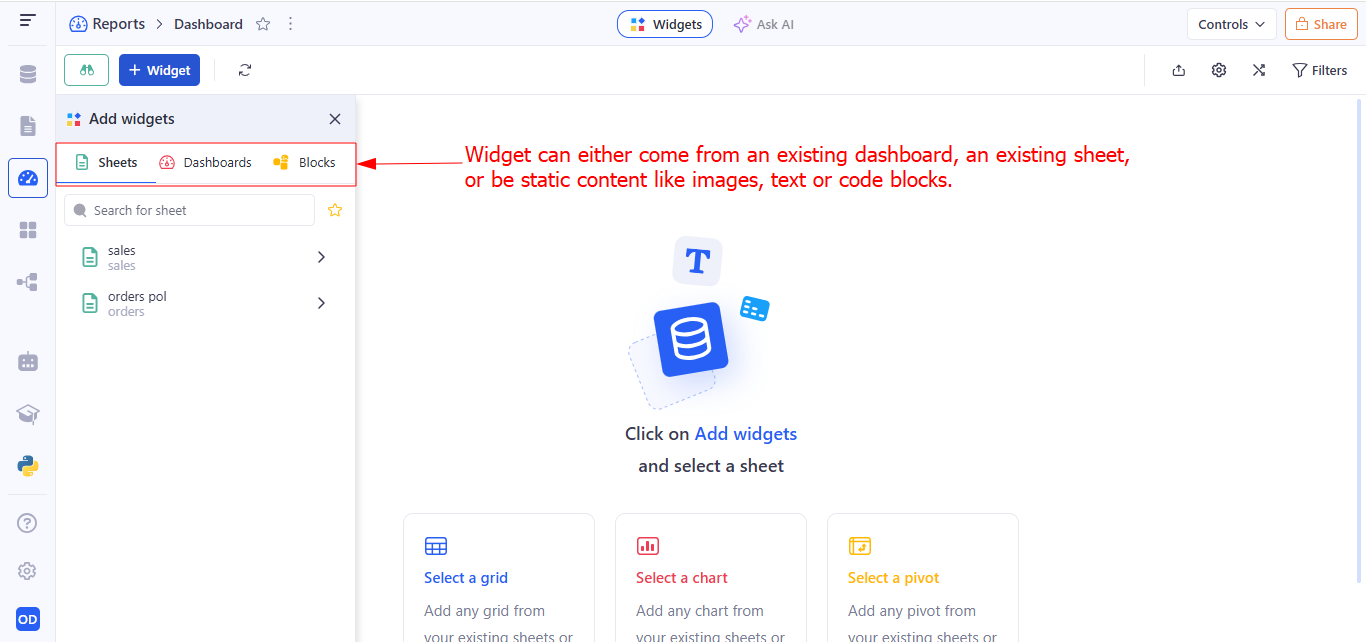 Reports > Dashboard
Widgets
Ask AI
Controls
Share
+ Widget
Filters
Add widgets
Sheets
Dashboards
Blocks
Widget can either come from an existing dashboard, an existing sheet,
or be static content like images, text or code blocks.
Search for sheet
sales
sales
orders pol
orders
T
Click on Add widgets
and select a sheet
Select a grid
Add any grid from
your existing sheets or
Select a chart
Add any chart from
your existing sheets or
Select a pivot
Add any pivot from
your existing sheets or
OD